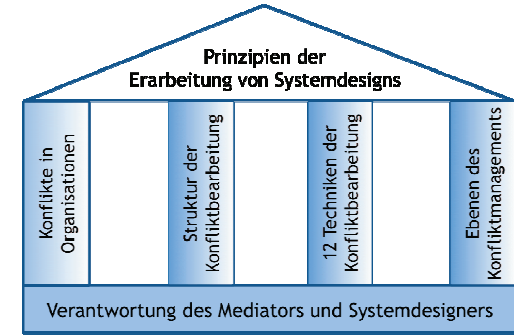 Prinzipien der
Erarbeitung von Systemdesigns
Konflikte in
Organisationen
Struktur der
Konfliktbearbeitung
12 Techniken der
Konfliktbearbeitung
Ebenen des
Konfliktmanagements
Verantwortung des Mediators und Systemdesigners